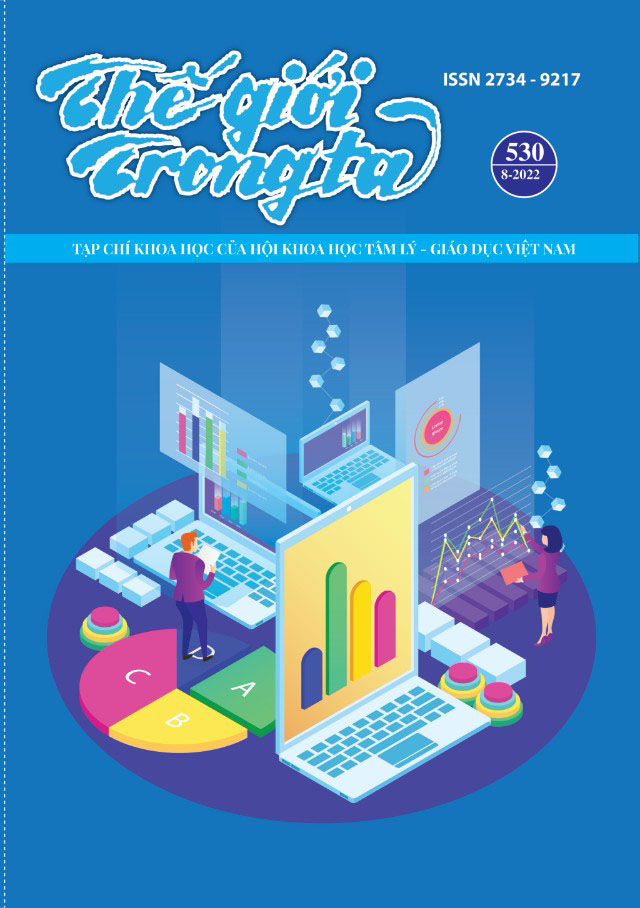 Thế giới
Trong ta
ISSN 2734 - 9217
530
8-2022
TẠP CHÍ KHOA HỌC CỦA HỘI KHOA HỌC TÂM LÝ - GIÁO DỤC VIỆT NAM
C
B
A